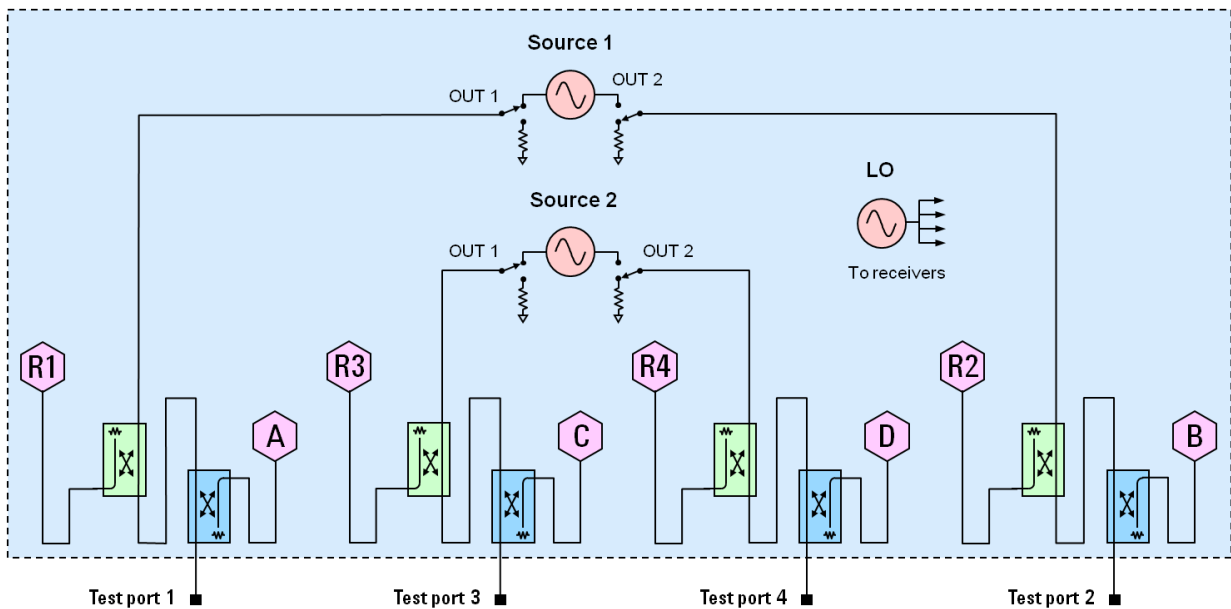 Source 1
OUT 1
OUT 2
LO
Source 2
OUT 1
OUT 2
To receivers
R1
R3
R4
R2
A
C
D
B
Test port 1
Test port 3
Test port 4
Test port 2